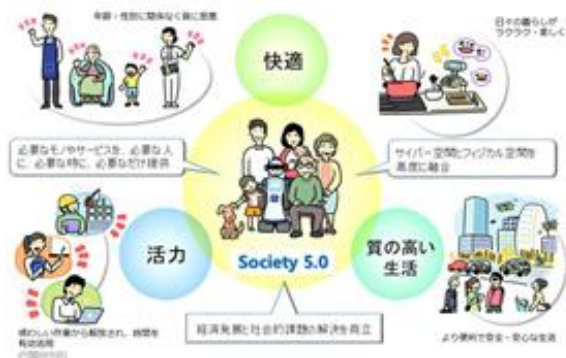 年齢・性別に関係なく皆に恩恵
日々の暮らしが
ラクラク・楽しく
快適
必要なモノやサービスを、必要な人
に、必要な時に、必要なだけ提供
サイバー空間とフィジカル空間を
高度に融合
活力
Society 5.0
質の高い
生活
煩わしい作業から解放され、時間を
有効活用
経済発展と社会的課題の解決を両立
より便利で安全・安心な生活